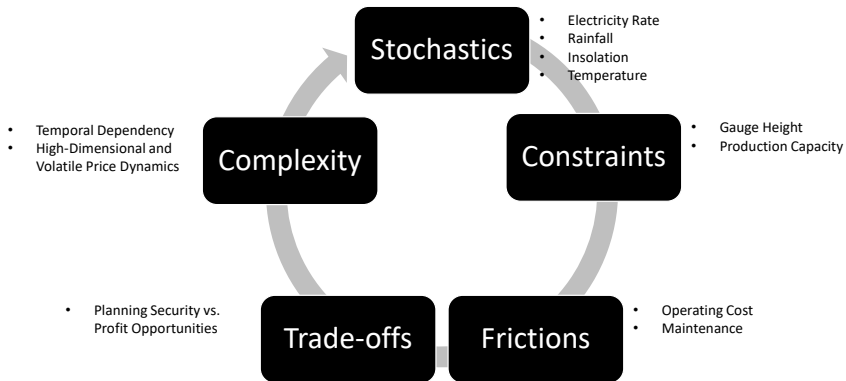 Stochastics
• Electricity Rate
• Rainfall
• Insolation
• Temperature
Constraints
• Gauge Height
• Production Capacity
Frictions
• Operating Cost
• Maintenance
Trade-offs
• Planning Security vs.
Profit Opportunities
Complexity
• Temporal Dependency
• High-Dimensional and
Volatile Price Dynamics